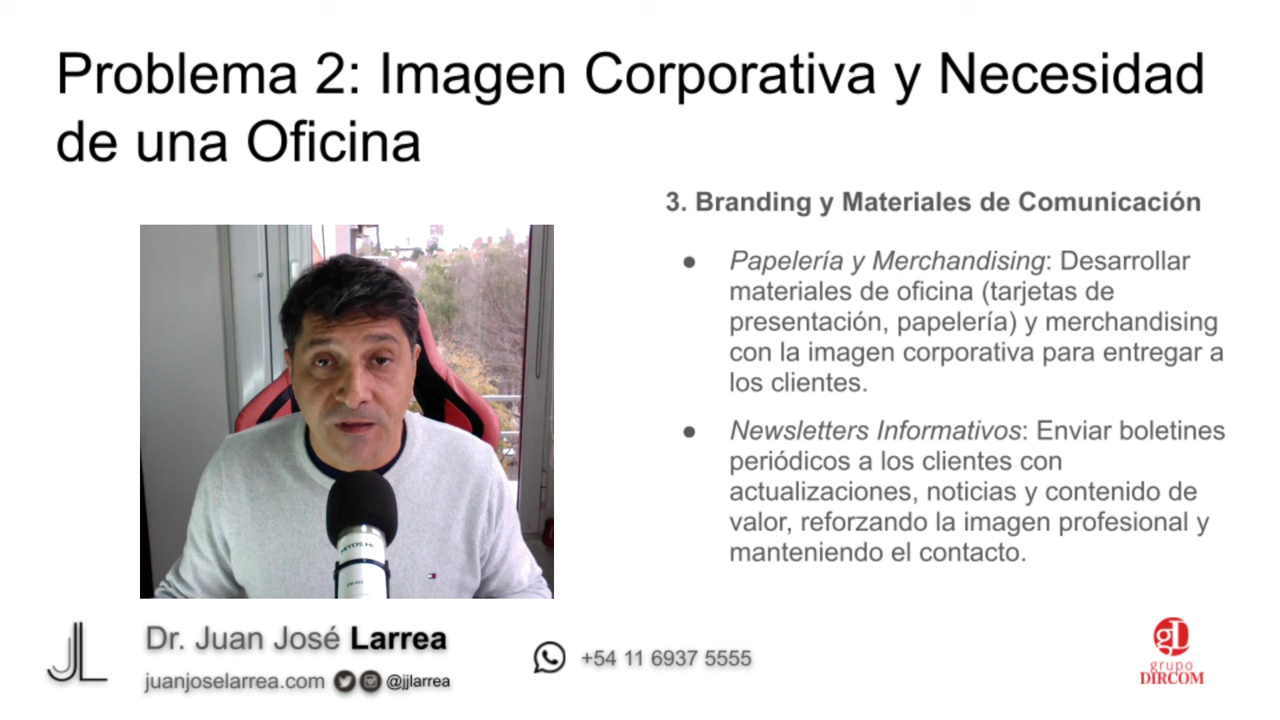 Problema 2: Imagen Corporativa y Necesidad
de una Oficina
3. Branding y Materiales de Comunicación
● Papelería y Merchandising: Desarrollar
materiales de oficina (tarjetas de
presentación, papelería) y merchandising
con la imagen corporativa para entregar a
los clientes.
● Newsletters Informativos: Enviar boletines
periódicos a los clientes con
actualizaciones, noticias y contenido de
valor, reforzando la imagen profesional y
manteniendo el contacto.
JL
Dr. Juan José Larrea
juanjoselarrea.com @jjlarrea
+54 11 6937 5555
gD
grupo
DIRCOM